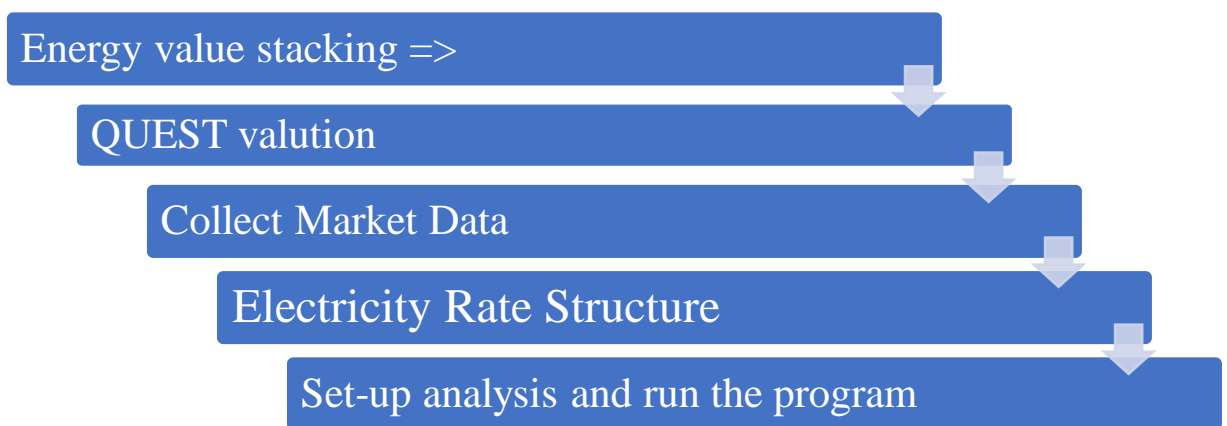 Energy value stacking =>
QUEST valution
Collect Market Data
Electricity Rate Structure
Set-up analysis and run the program